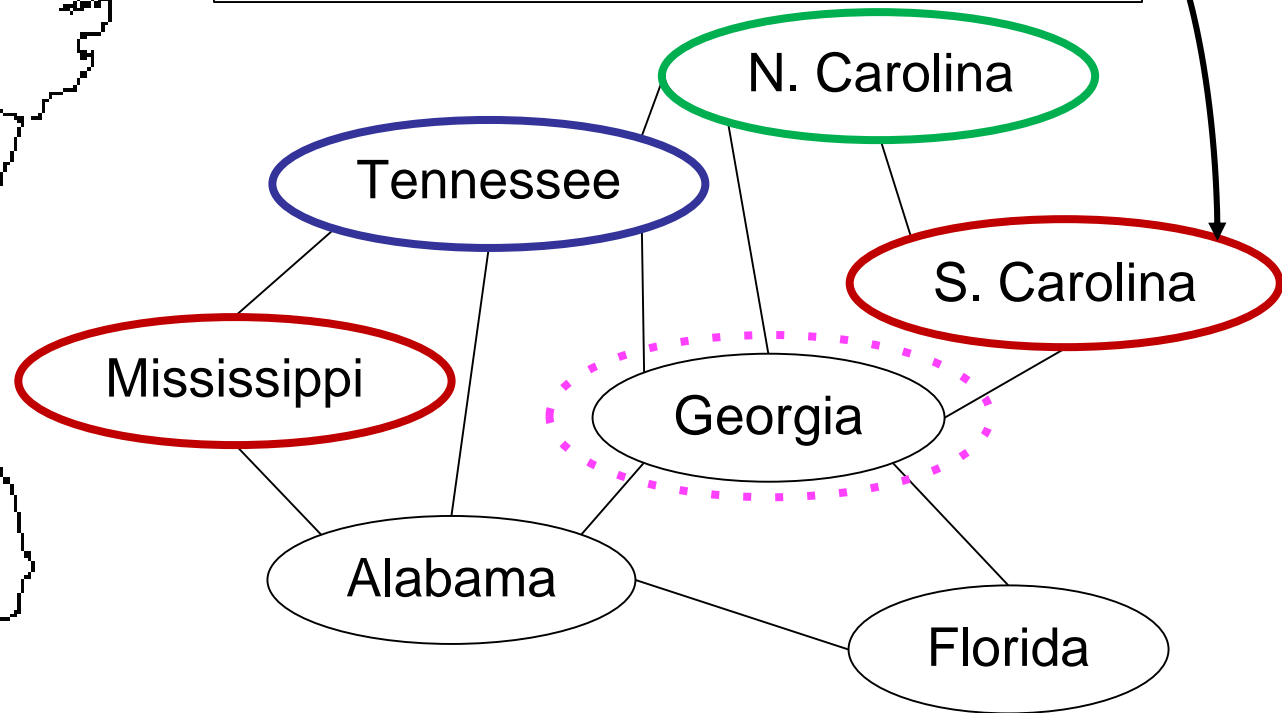 N. Carolina
Tennessee
S. Carolina
Mississippi
Georgia
Alabama
Florida